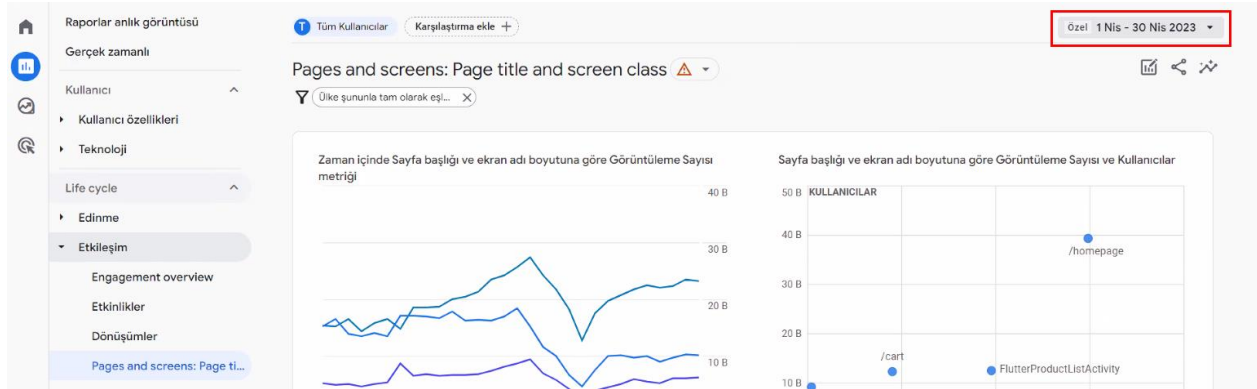 Raporlar anlık görüntüsü
Gerçek zamanlı
Kullanıcı
Kullanıcı özellikleri
Teknoloji
Life cycle
Edinme
Etkileşim
Engagement overview
Etkinlikler
Dönüşümler
Pages and screens: Page ti...
T Tüm Kullanıcılar Karşılaştırma ekle +
Özel 1 Nis - 30 Nis 2023
Pages and screens: Page title and screen class
Ülke şununla tam olarak eşl... X
Zaman içinde Sayfa başlığı ve ekran adı boyutuna göre Görüntüleme Sayısı
metriği
40 B
30 B
20 B
10 B
Sayfa başlığı ve ekran adı boyutuna göre Görüntüleme Sayısı ve Kullanıcılar
50 B KULLANICILAR
40 B
/homepage
30 B
20 B
/cart
FlutterProductListActivity
10 B